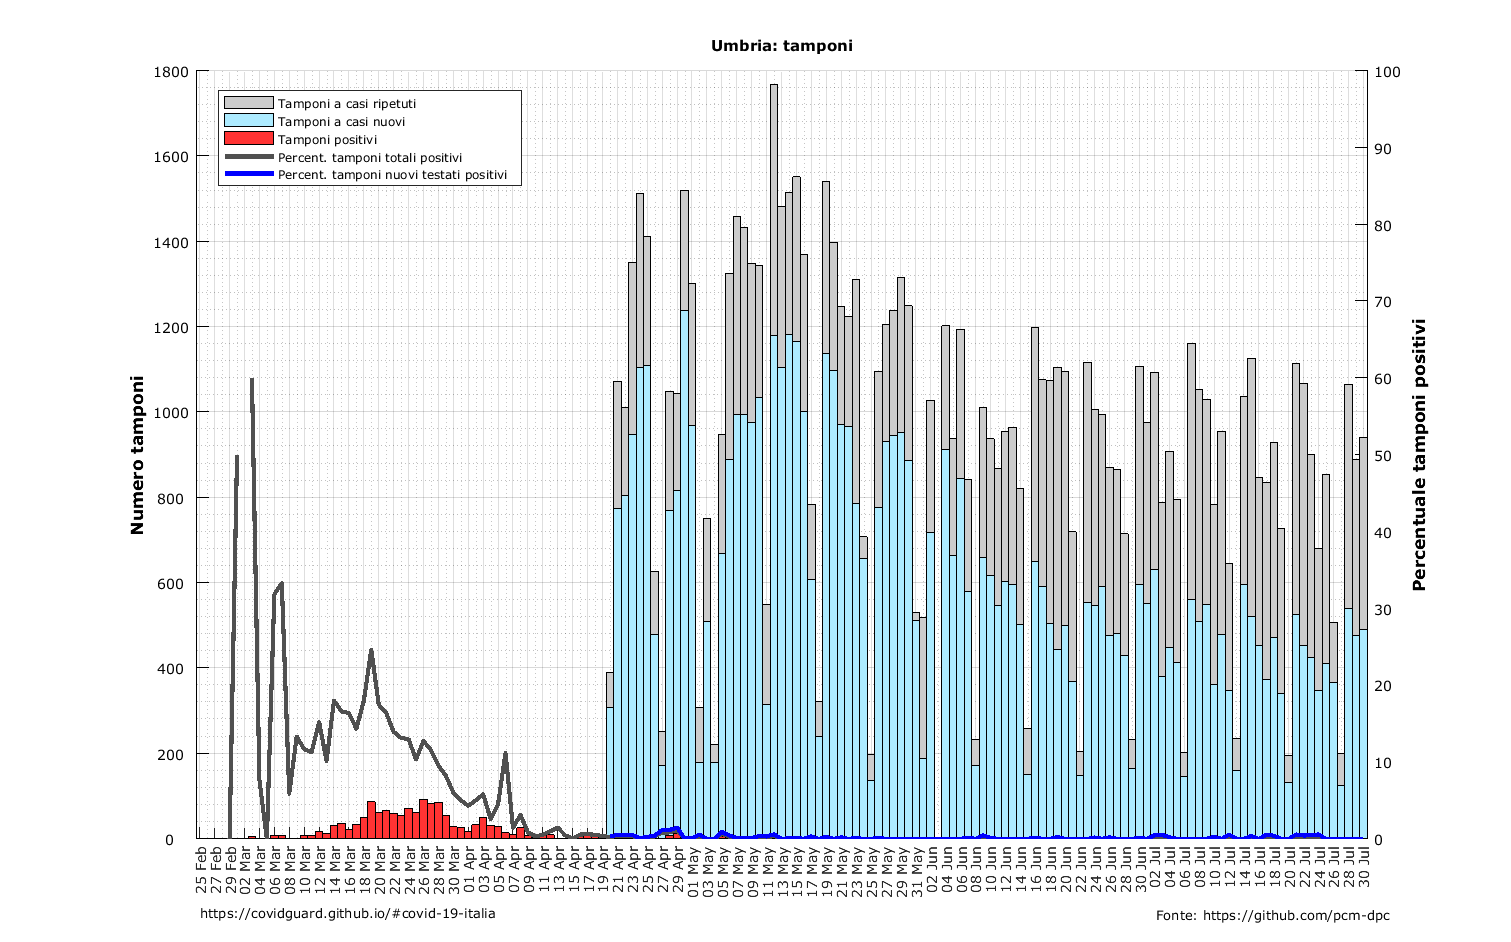 Umbria: tamponi
1800
1600
1400
1200
1000
800
600
400
200
0
Numero tamponi
Tamponi a casi ripetuti
Tamponi a casi nuovi
Tamponi positivi
Percent. tamponi totali positivi
Percent. tamponi nuovi testati positivi
100
90
80
70
60
50
40
30
20
10
0
Percentuale tamponi positivi
25 Feb
27 Feb
29 Feb
02 Mar
04 Mar
06 Mar
08 Mar
10 Mar
12 Mar
14 Mar
16 Mar
18 Mar
20 Mar
22 Mar
24 Mar
26 Mar
28 Mar
30 Mar
01 Apr
03 Apr
05 Apr
07 Apr
09 Apr
11 Apr
13 Apr
15 Apr
17 Apr
19 Apr
21 Apr
23 Apr
25 Apr
27 Apr
29 Apr
01 May
03 May
05 May
07 May
09 May
11 May
13 May
15 May
17 May
19 May
21 May
23 May
25 May
27 May
29 May
31 May
02 Jun
04 Jun
06 Jun
08 Jun
10 Jun
12 Jun
14 Jun
16 Jun
18 Jun
20 Jun
22 Jun
24 Jun
26 Jun
28 Jun
30 Jun
02 Jul
04 Jul
06 Jul
08 Jul
10 Jul
12 Jul
14 Jul
16 Jul
18 Jul
20 Jul
22 Jul
24 Jul
26 Jul
28 Jul
30 Jul
https://covidguard.github.io/#covid-19-italia
Fonte: https://github.com/pcm-dpc